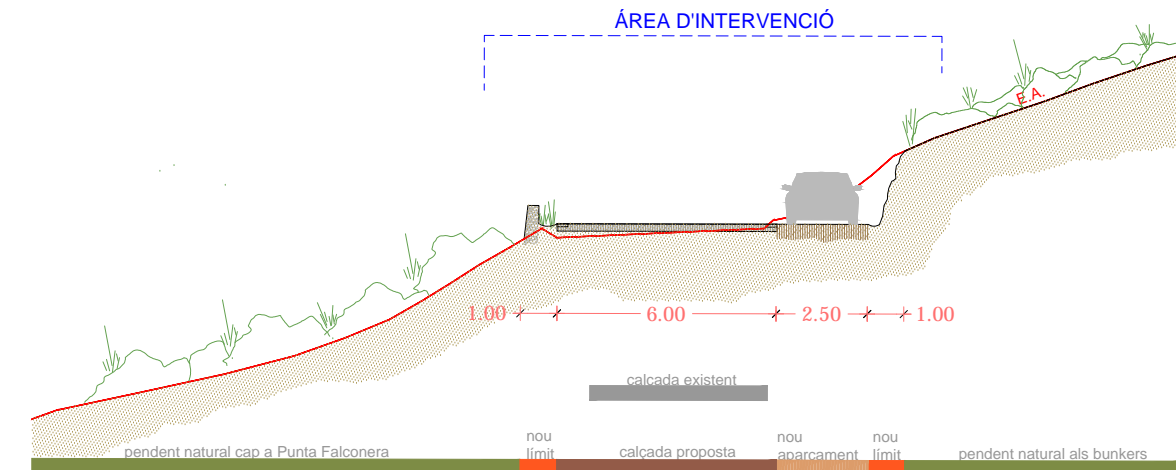 ÁREA D'INTERVENCIÓ
E.A.
1.00 6.00 2.50 1.00
calçada existent
pendent natural cap a Punta Falconera
nou
límit
calçada proposta
nou
aparcament
nou
límit
pendent natural als bunkers